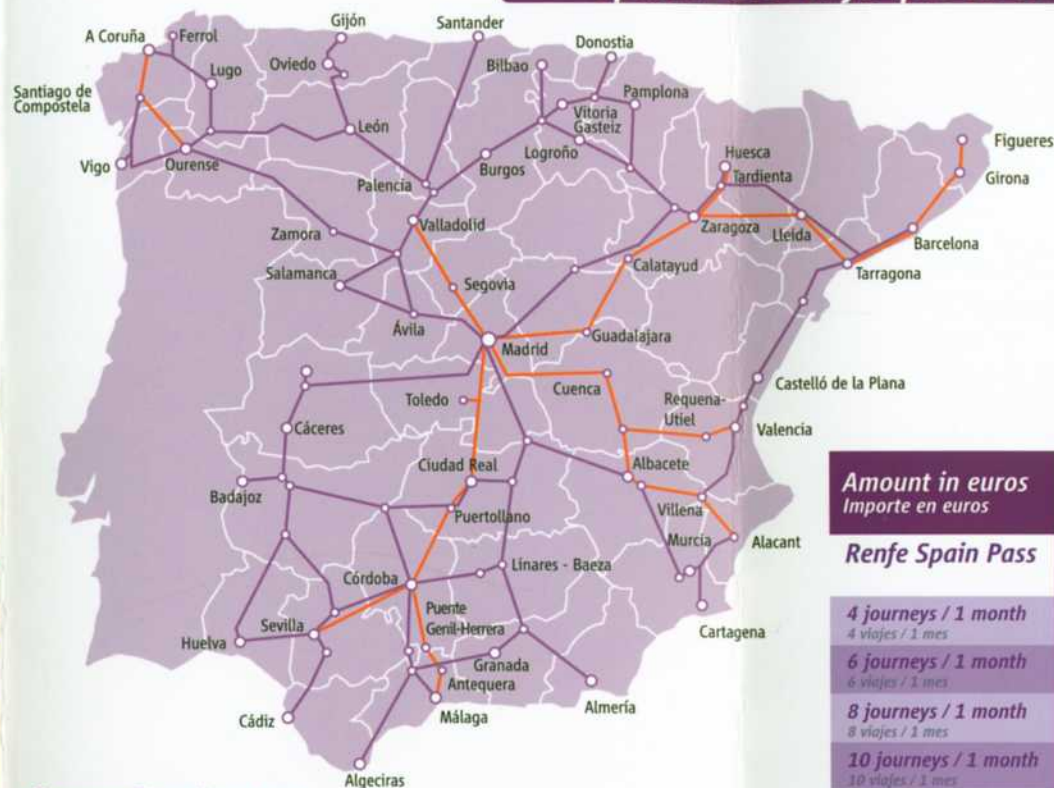 Gijón
Santander
A Coruña
Ferrol
Donostia
Oviedo
Bilbao
Lugo
Santiago de
Compostela
Pamplona
Vitoria
Gasteiz
León
Logroño
Huesca
Figueres
Vigo
Ourense
Burgos
Tardienta
Palencia
Girona
Zamora
Valladolid
Zaragoza
Lleida
Barcelona
Salamanca
Calatayud
Tarragona
Segovia
Ávila
Guadalajara
Madrid
Castelló de la Plana
Cuenca
Toledo
Requena-
Utiel
Cáceres
Valencia
Ciudad Real
Albacete
Badajoz
Villena
Puertollano
Murcia
Alacant
Linares - Baeza
Córdoba
Puente
Genil-Herrera
Sevilla
Cartagena
Huelva
Granada
Antequera
Almería
Málaga
Cádiz
Algeciras
Amount in euros
Importe en euros
Renfe Spain Pass
4 journeys / 1 month
4 viajes / 1 mes
6 journeys / 1 month
6 viajes / 1 mes
8 journeys / 1 month
8 viajes / 1 mes
10 journeys / 1 month
10 viajes / 1 mes